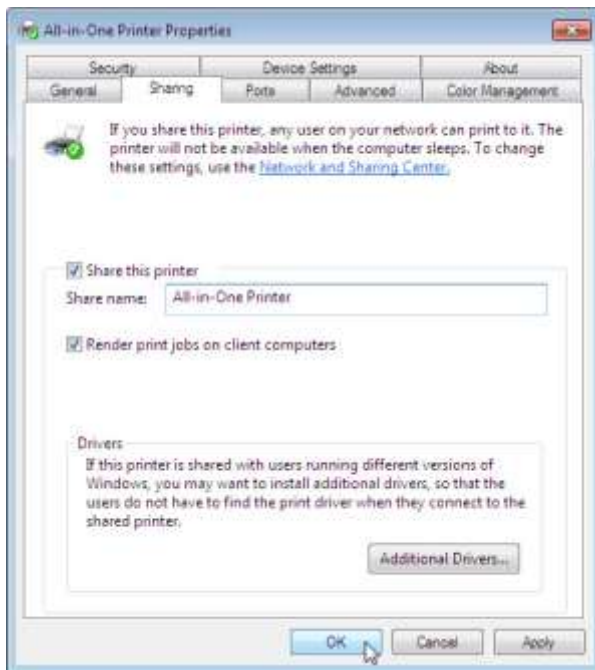 All-in-One Printer Properties
Security Device Settings About
General Sharing Ports Advanced Color Management
If you share this printer, any user on your network can print to it. The
printer will not be available when the computer sleeps. To change
these settings, use the Network and Sharing Center.
Share this printer
Share name: All-in-One Printer
Render print jobs on client computers
Drivers
If this printer is shared with users running different versions of
Windows, you may want to install additional drivers, so that the
users do not have to find the print driver when they connect to the
shared printer.
Additional Drivers...
OK Cancel Apply